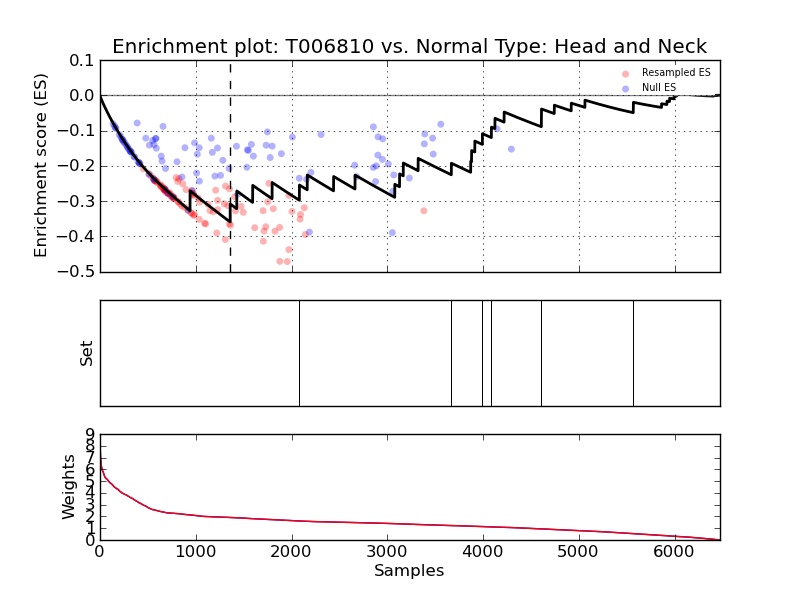 Enrichment plot: T006810 vs. Normal Type: Head and Neck
Enrichment score (ES)
0.1
0.0
−0.1
−0.2
−0.3
−0.4
−0.5
Resampled ES
Null ES
Set
Weights
9
8
7
6
5
4
3
2
1
0
0 1000 2000 3000 4000 5000 6000
Samples